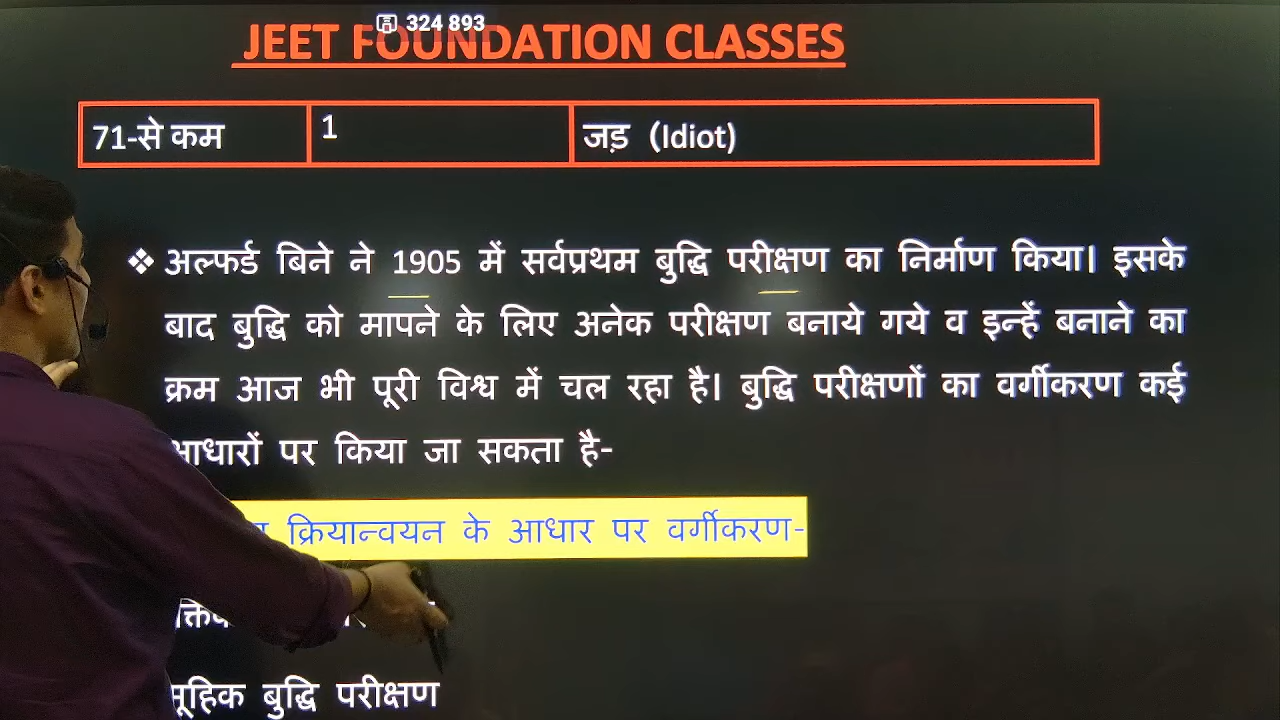 324 893
JEET FOUNDATION CLASSES
71-से कम 1 जड़ (Idiot)
❖ अल्फर्ड बिने ने 1905 में सर्वप्रथम बुद्धि परीक्षण का निर्माण किया। इसके
बाद बुद्धि को मापने के लिए अनेक परीक्षण बनाये गये व इन्हें बनाने का
क्रम आज भी पूरी विश्व में चल रहा है। बुद्धि परीक्षणों का वर्गीकरण कई
आधारों पर किया जा सकता है-
क्रियान्वयन के आधार पर वर्गीकरण-
बुद्धि परीक्षण